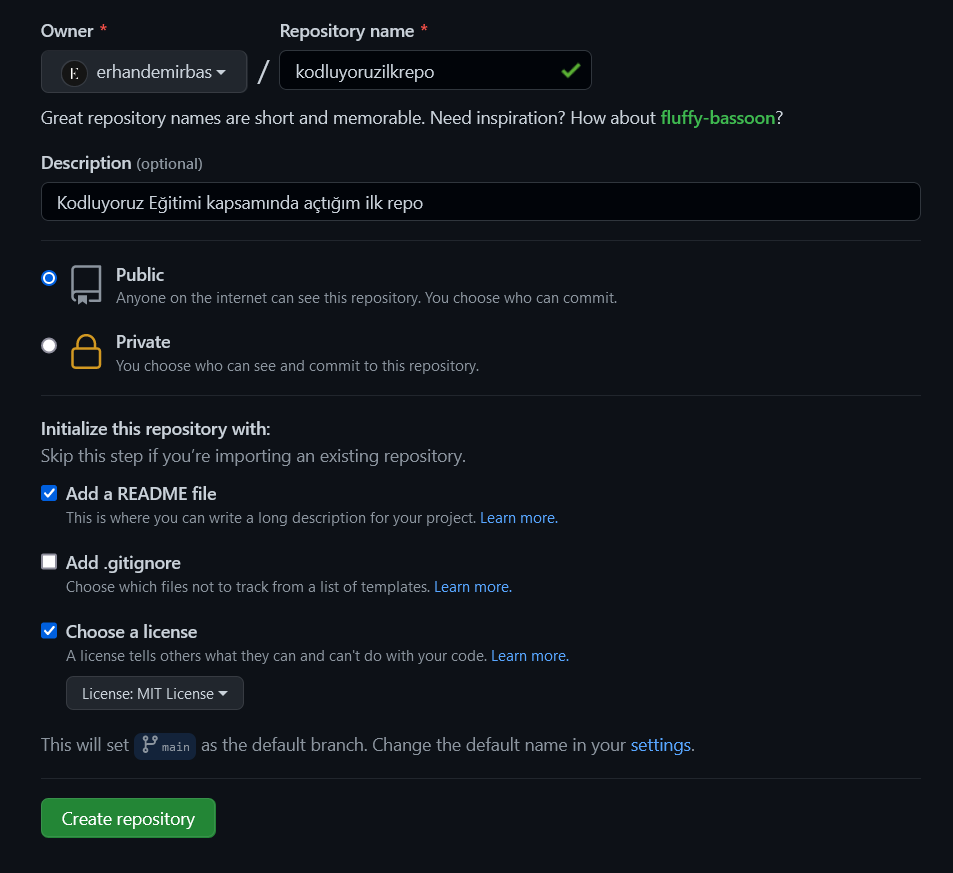 Owner * Repository name *
E erhandemirbas / kodluyoruzilkrepo
Great repository names are short and memorable. Need inspiration? How about fluffy-bassoon?
Description (optional)
Kodluyoruz Eğitimi kapsamında açtığım ilk repo
Public
Anyone on the internet can see this repository. You choose who can commit.
Private
You choose who can see and commit to this repository.
Initialize this repository with:
Skip this step if you’re importing an existing repository.
Add a README file
This is where you can write a long description for your project. Learn more.
Add .gitignore
Choose which files not to track from a list of templates. Learn more.
Choose a license
A license tells others what they can and can't do with your code. Learn more.
License: MIT License
This will set main as the default branch. Change the default name in your settings.
Create repository